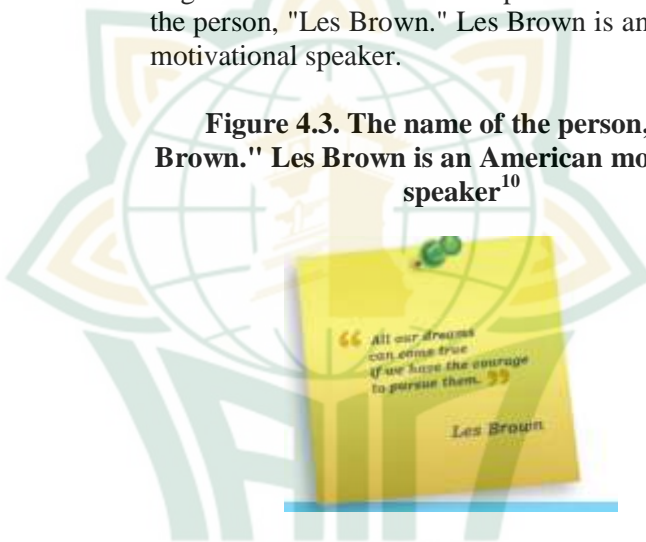 the person, "Les Brown." Les Brown is an
motivational speaker.
Figure 4.3. The name of the person,
Brown." Les Brown is an American mo
speaker10
“ All our dreams
can come true
if we have the courage
to pursue them. ”
Les Brown